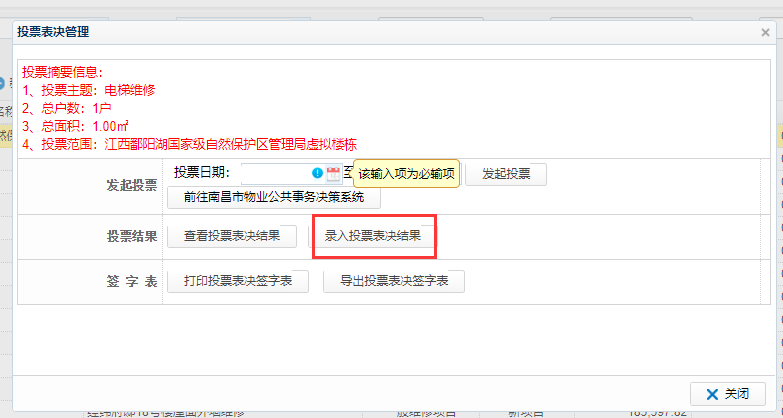 投票表决管理
投票摘要信息：
1、投票主题：电梯维修
2、总户数：1户
3、总面积：1.00㎡
4、投票范围：江西鄱阳湖国家级自然保护区管理局虚拟楼栋
发起投票
投票日期：
至
该输入项为必输项
发起投票
前往南昌市物业公共事务决策系统
投票结果
查看投票表决结果
录入投票表决结果
签 字 表
打印投票表决签字表
导出投票表决签字表
关闭